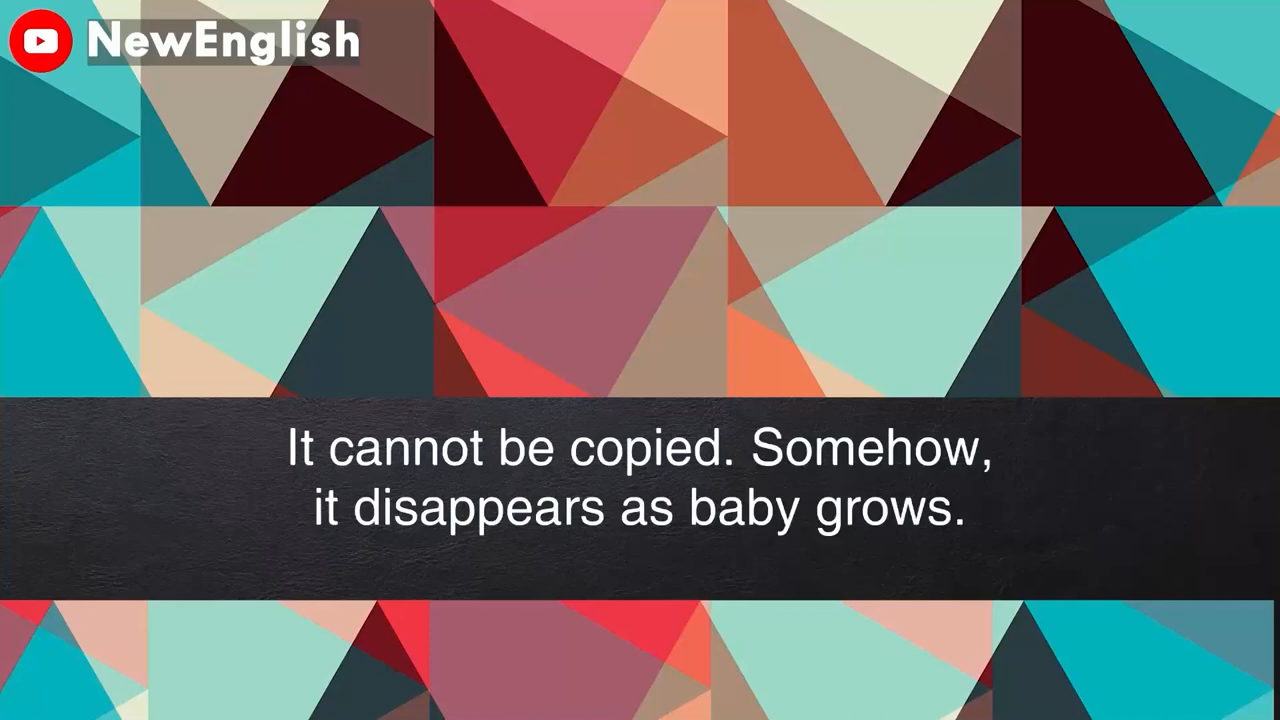 NewEnglish
It cannot be copied. Somehow,
it disappears as baby grows.